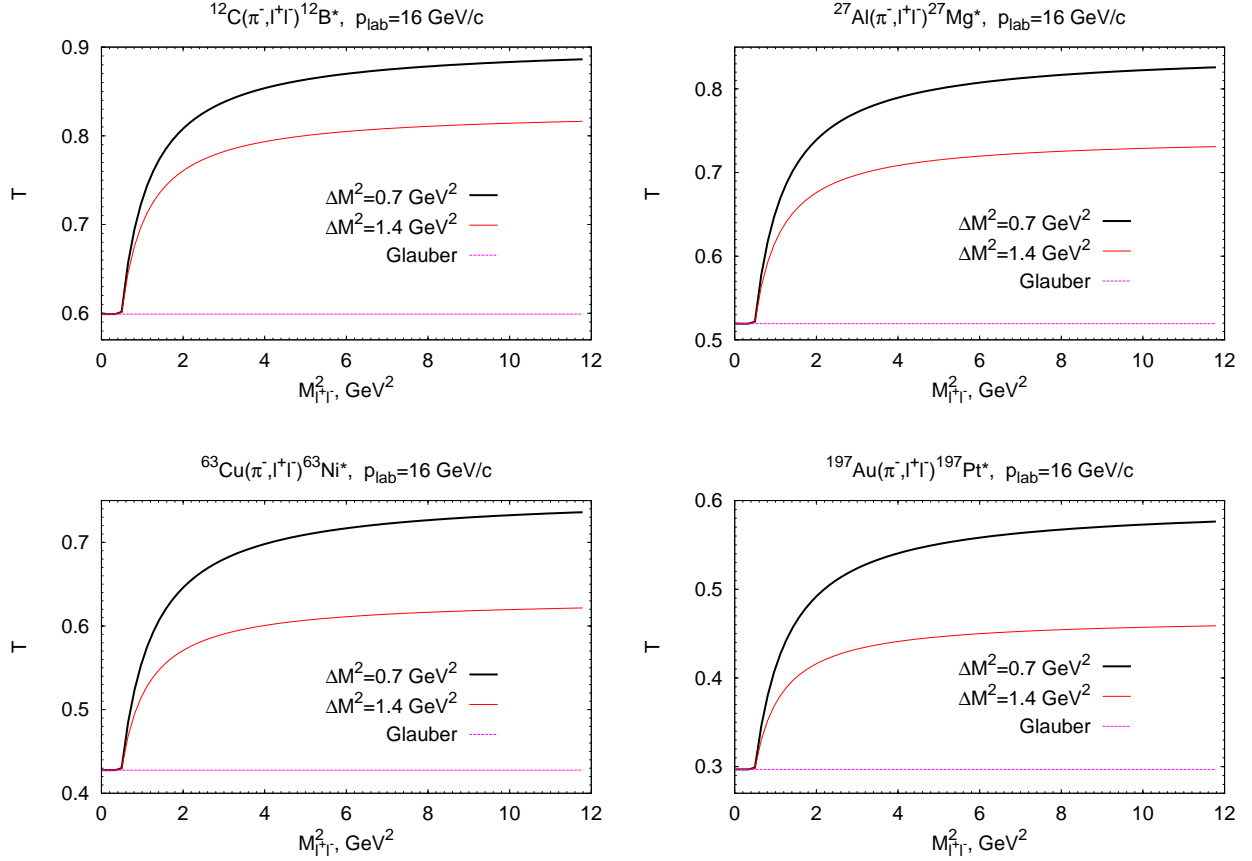 ¹²C(π⁻,l⁺l⁻)¹²B*, p_lab=16 GeV/c
0.9
0.8
0.7
0.6
T
ΔM²=0.7 GeV²
ΔM²=1.4 GeV²
Glauber
0 2 4 6 8 10 12
M²_l⁺l⁻, GeV²
²⁷Al(π⁻,l⁺l⁻)²⁷Mg*, p_lab=16 GeV/c
0.8
0.7
0.6
0.5
T
ΔM²=0.7 GeV²
ΔM²=1.4 GeV²
Glauber
0 2 4 6 8 10 12
M²_l⁺l⁻, GeV²
⁶³Cu(π⁻,l⁺l⁻)⁶³Ni*, p_lab=16 GeV/c
0.7
0.6
0.5
0.4
T
ΔM²=0.7 GeV²
ΔM²=1.4 GeV²
Glauber
0 2 4 6 8 10 12
M²_l⁺l⁻, GeV²
¹⁹⁷Au(π⁻,l⁺l⁻)¹⁹⁷Pt*, p_lab=16 GeV/c
0.6
0.5
0.4
0.3
T
ΔM²=0.7 GeV²
ΔM²=1.4 GeV²
Glauber
0 2 4 6 8 10 12
M²_l⁺l⁻, GeV²